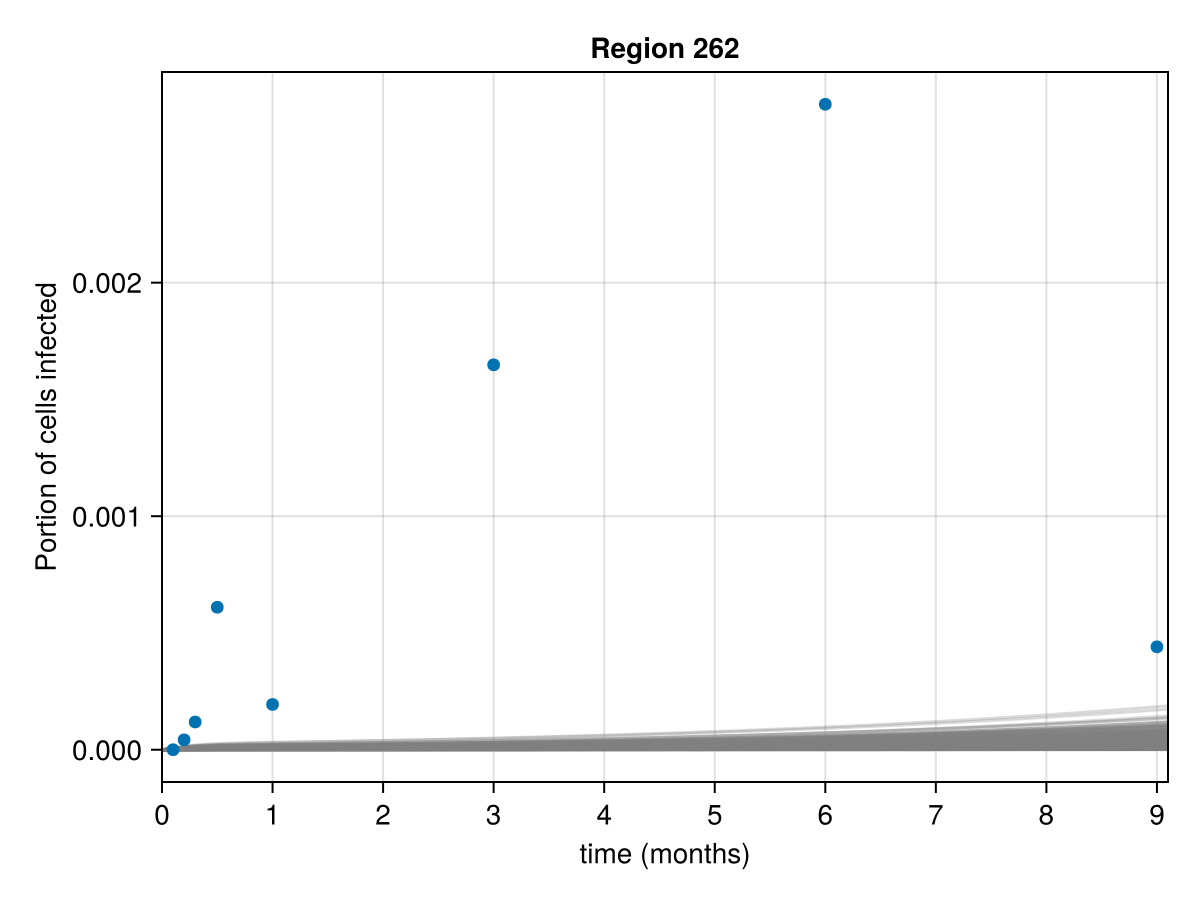 Region 262
Portion of cells infected
0.002
0.001
0.000
0 1 2 3 4 5 6 7 8 9
time (months)